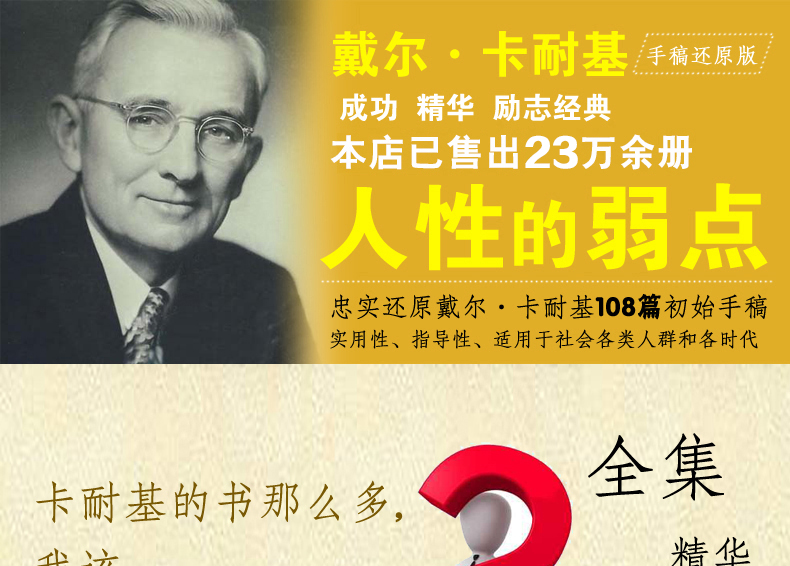 戴尔·卡耐基 手稿还原版
成功 精华 励志经典
本店已售出23万余册
人性的弱点
忠实还原戴尔·卡耐基108篇初始手稿
实用性、指导性、适用于社会各类人群和各时代
全集
卡耐基的书那么多，
我该
精华